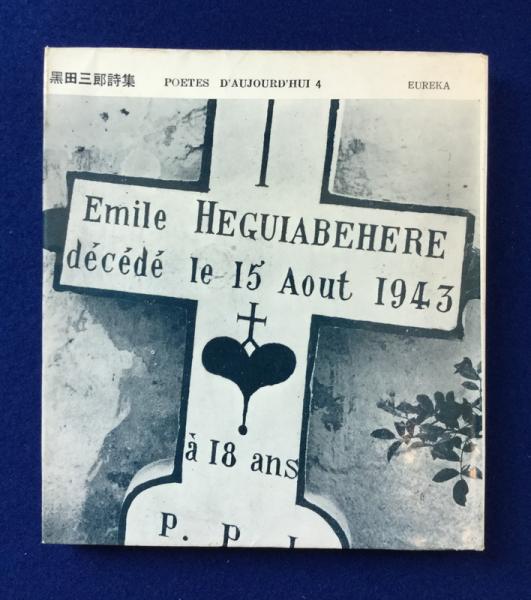 黒田三郎詩集 POETES D'AUJOURD'HUI 4 EUREKA
Emile HEGUIABEHERE
décédé le 15 Aout 1943
à 18 ans
P. P. L